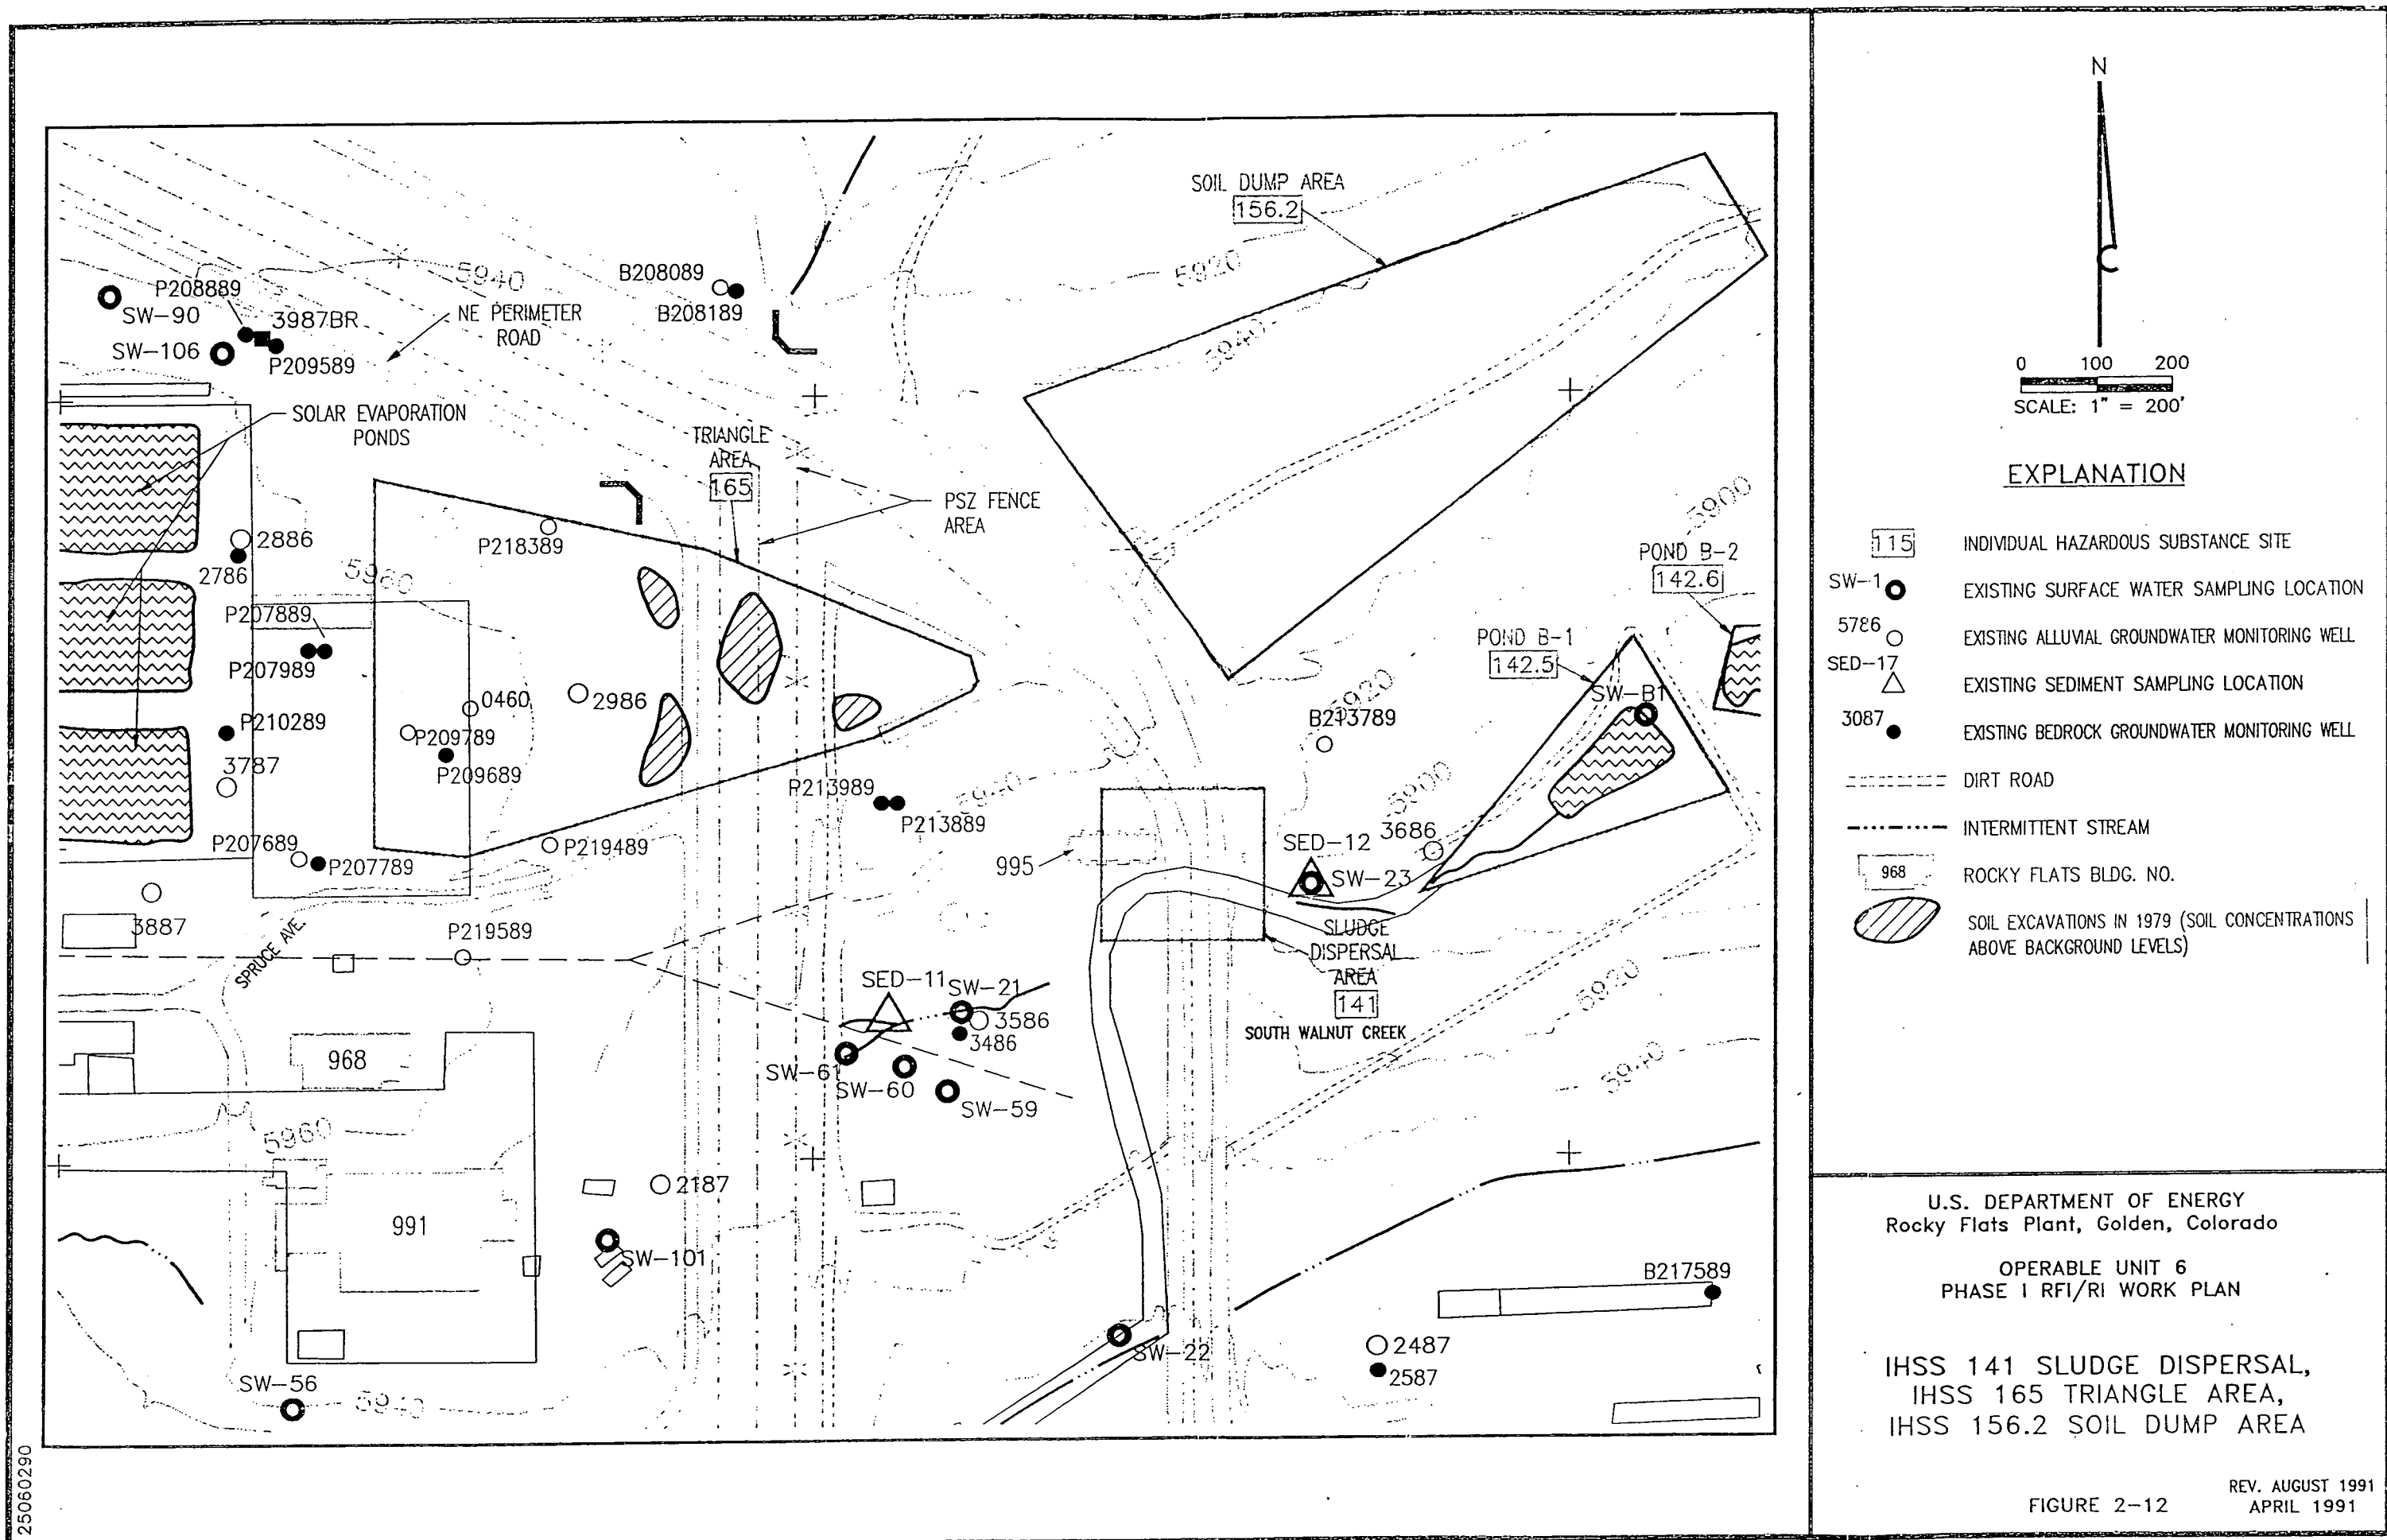 SOIL DUMP AREA
156.2
5920
5940
5940
B208089
B208189
P208889
SW-90
3987BR
SW-106
P209589
NE PERIMETER
ROAD
SOLAR EVAPORATION
PONDS
TRIANGLE
AREA
165
PSZ FENCE
AREA
P218389
2886
2786
5960
P207889
P207989
0460
2986
P210289
P209789
P209689
3787
P207689
P207789
P219489
P213989
P213889
5940
3887
SPRUCE AVE.
P219589
5900
POND B-2
142.6
POND B-1
142.5
SW-B1
5920
B213789
5900
3686
SED-12
SW-23
995
SLUDGE
DISPERSAL
AREA
141
SOUTH WALNUT CREEK
5920
5940
SED-11
SW-21
3586
3486
SW-61
SW-60
SW-59
968
5960
991
2187
SW-101
SW-56
5940
SW-22
B217589
2487
2587
N
0 100 200
SCALE: 1" = 200'
EXPLANATION
115 INDIVIDUAL HAZARDOUS SUBSTANCE SITE
SW-1 EXISTING SURFACE WATER SAMPLING LOCATION
5786 EXISTING ALLUVIAL GROUNDWATER MONITORING WELL
SED-17 EXISTING SEDIMENT SAMPLING LOCATION
3087 EXISTING BEDROCK GROUNDWATER MONITORING WELL
DIRT ROAD
INTERMITTENT STREAM
968 ROCKY FLATS BLDG. NO.
SOIL EXCAVATIONS IN 1979 (SOIL CONCENTRATIONS
ABOVE BACKGROUND LEVELS)
U.S. DEPARTMENT OF ENERGY
Rocky Flats Plant, Golden, Colorado
OPERABLE UNIT 6
PHASE I RFI/RI WORK PLAN
IHSS 141 SLUDGE DISPERSAL,
IHSS 165 TRIANGLE AREA,
IHSS 156.2 SOIL DUMP AREA
FIGURE 2-12
REV. AUGUST 1991
APRIL 1991
25060290